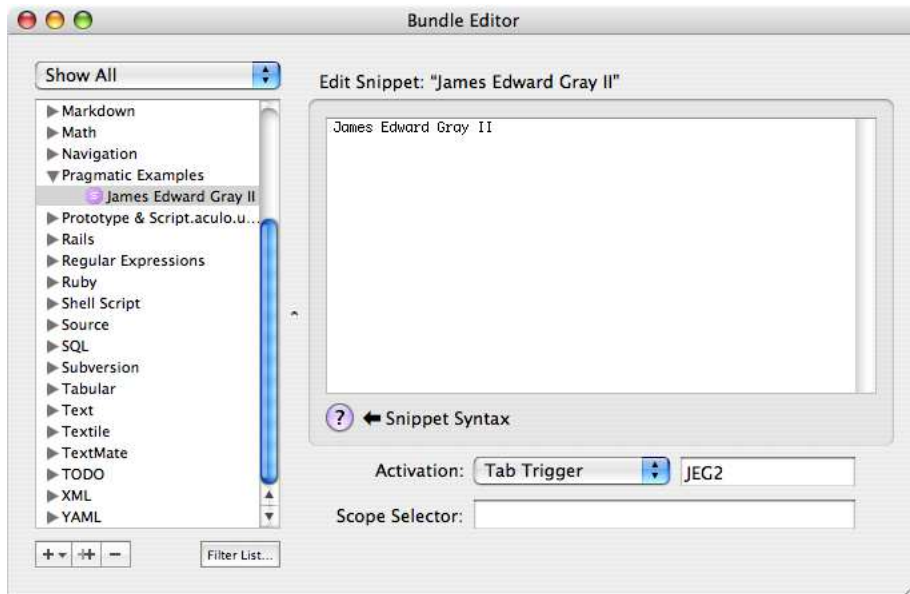 Bundle Editor
Show All
Markdown
Math
Navigation
Pragmatic Examples
James Edward Gray II
Prototype & Script.aculo.u...
Rails
Regular Expressions
Ruby
Shell Script
Source
SQL
Subversion
Tabular
Text
Textile
TextMate
TODO
XML
YAML
Filter List...
Edit Snippet: “James Edward Gray II”
James Edward Gray II
? Snippet Syntax
Activation: Tab Trigger JEG2
Scope Selector: